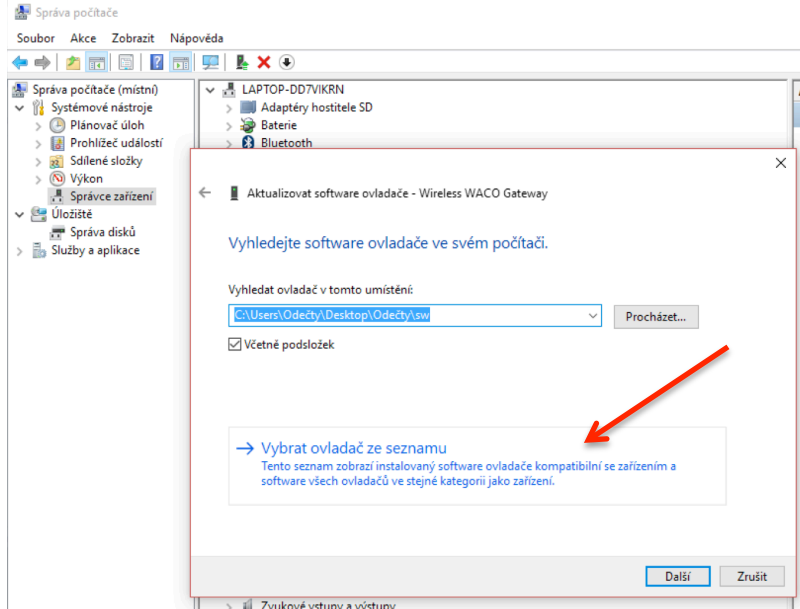 Správa počítače
Soubor Akce Zobrazit Nápověda
Správa počítače (místní)
Systémové nástroje
Plánovač úloh
Prohlížeč událostí
Sdílené složky
Výkon
Správce zařízení
Úložiště
Správa disků
Služby a aplikace
LAPTOP-DD7VIKRN
Adaptéry hostitele SD
Baterie
Bluetooth
Aktualizovat software ovladače - Wireless WACO Gateway
Vyhledejte software ovladače ve svém počítači.
Vyhledat ovladač v tomto umístění:
C:\Users\Odečty\Desktop\Odečty\sw
Procházet...
Včetně podsložek
Vybrat ovladač ze seznamu
Tento seznam zobrazí instalovaný software ovladače kompatibilní se zařízením a
software všech ovladačů ve stejné kategorii jako zařízení.
Další Zrušit
Zvukové vstupy a výstupy